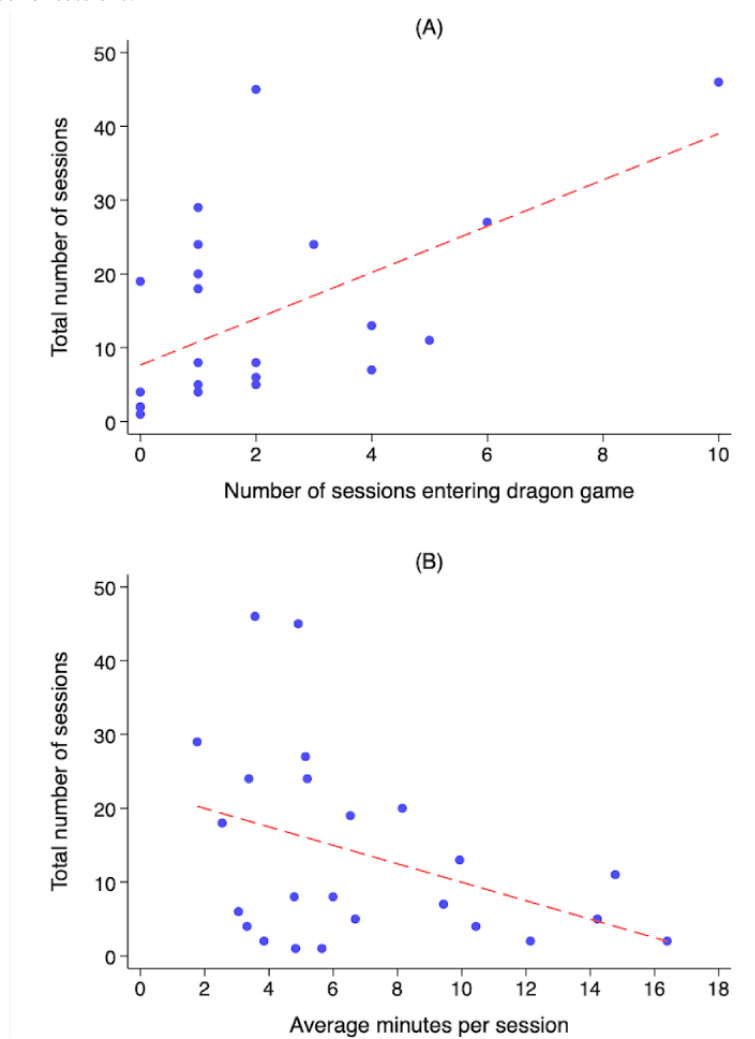 (A)
50
40
30
20
10
0
Total number of sessions
0 2 4 6 8 10
Number of sessions entering dragon game
(B)
50
40
30
20
10
0
Total number of sessions
0 2 4 6 8 10 12 14 16 18
Average minutes per session